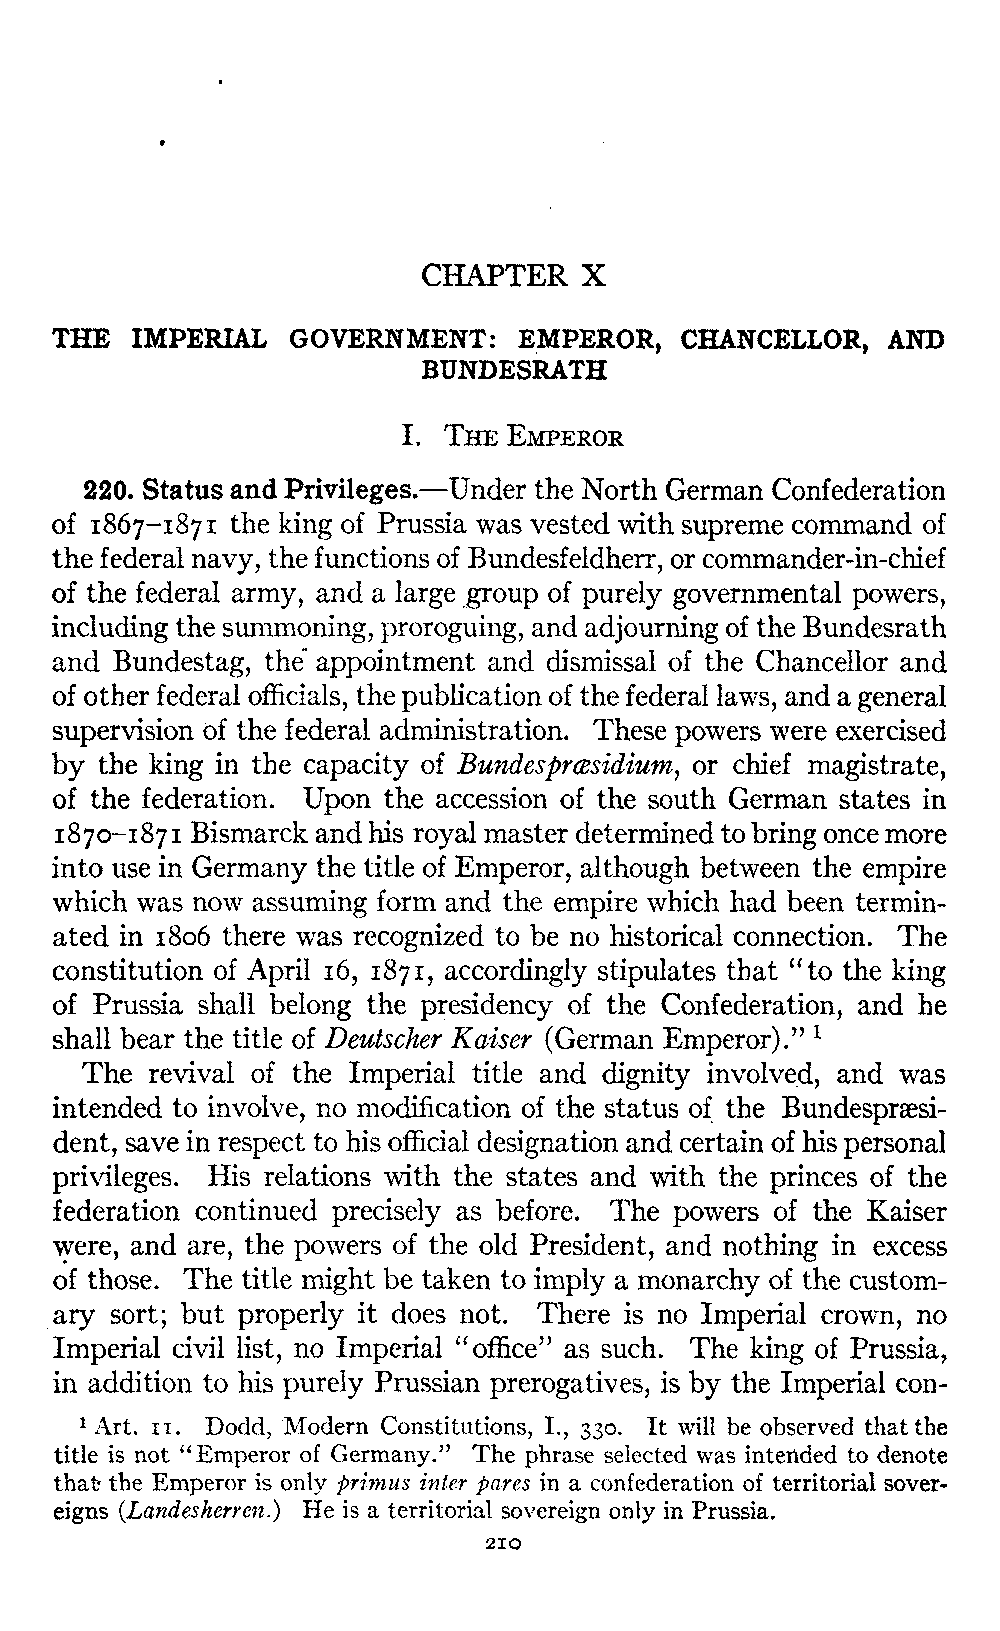 CHAPTER X
THE IMPERIAL GOVERNMENT: EMPEROR, CHANCELLOR, AND
BUNDESRATH
I. THE EMPEROR
220. Status and Privileges.—Under the North German Confederation
of 1867–1871 the king of Prussia was vested with supreme command of
the federal navy, the functions of Bundesfeldherr, or commander-in-chief
of the federal army, and a large group of purely governmental powers,
including the summoning, proroguing, and adjourning of the Bundesrath
and Bundestag, the appointment and dismissal of the Chancellor and
of other federal officials, the publication of the federal laws, and a general
supervision of the federal administration. These powers were exercised
by the king in the capacity of Bundespræsidium, or chief magistrate,
of the federation. Upon the accession of the south German states in
1870–1871 Bismarck and his royal master determined to bring once more
into use in Germany the title of Emperor, although between the empire
which was now assuming form and the empire which had been termin-
ated in 1806 there was recognized to be no historical connection. The
constitution of April 16, 1871, accordingly stipulates that "to the king
of Prussia shall belong the presidency of the Confederation, and he
shall bear the title of Deutscher Kaiser (German Emperor)." 1
The revival of the Imperial title and dignity involved, and was
intended to involve, no modification of the status of the Bundespræsi-
dent, save in respect to his official designation and certain of his personal
privileges. His relations with the states and with the princes of the
federation continued precisely as before. The powers of the Kaiser
were, and are, the powers of the old President, and nothing in excess
of those. The title might be taken to imply a monarchy of the custom-
ary sort; but properly it does not. There is no Imperial crown, no
Imperial civil list, no Imperial "office" as such. The king of Prussia,
in addition to his purely Prussian prerogatives, is by the Imperial con-
1 Art. 11. Dodd, Modern Constitutions, I., 330. It will be observed that the
title is not "Emperor of Germany." The phrase selected was intended to denote
that the Emperor is only primus inter pares in a confederation of territorial sover-
eigns (Landesherren.) He is a territorial sovereign only in Prussia.
210